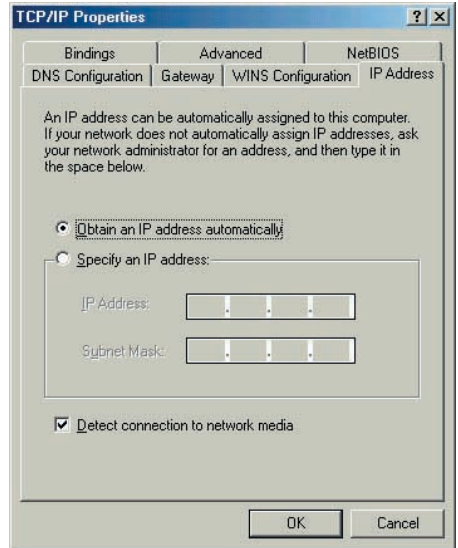 TCP/IP Properties
Bindings
Advanced
NetBIOS
DNS Configuration
Gateway
WINS Configuration
IP Address
An IP address can be automatically assigned to this computer.
If your network does not automatically assign IP addresses, ask
your network administrator for an address, and then type it in
the space below.
Obtain an IP address automatically
Specify an IP address:
IP Address:
Subnet Mask:
Detect connection to network media
OK
Cancel